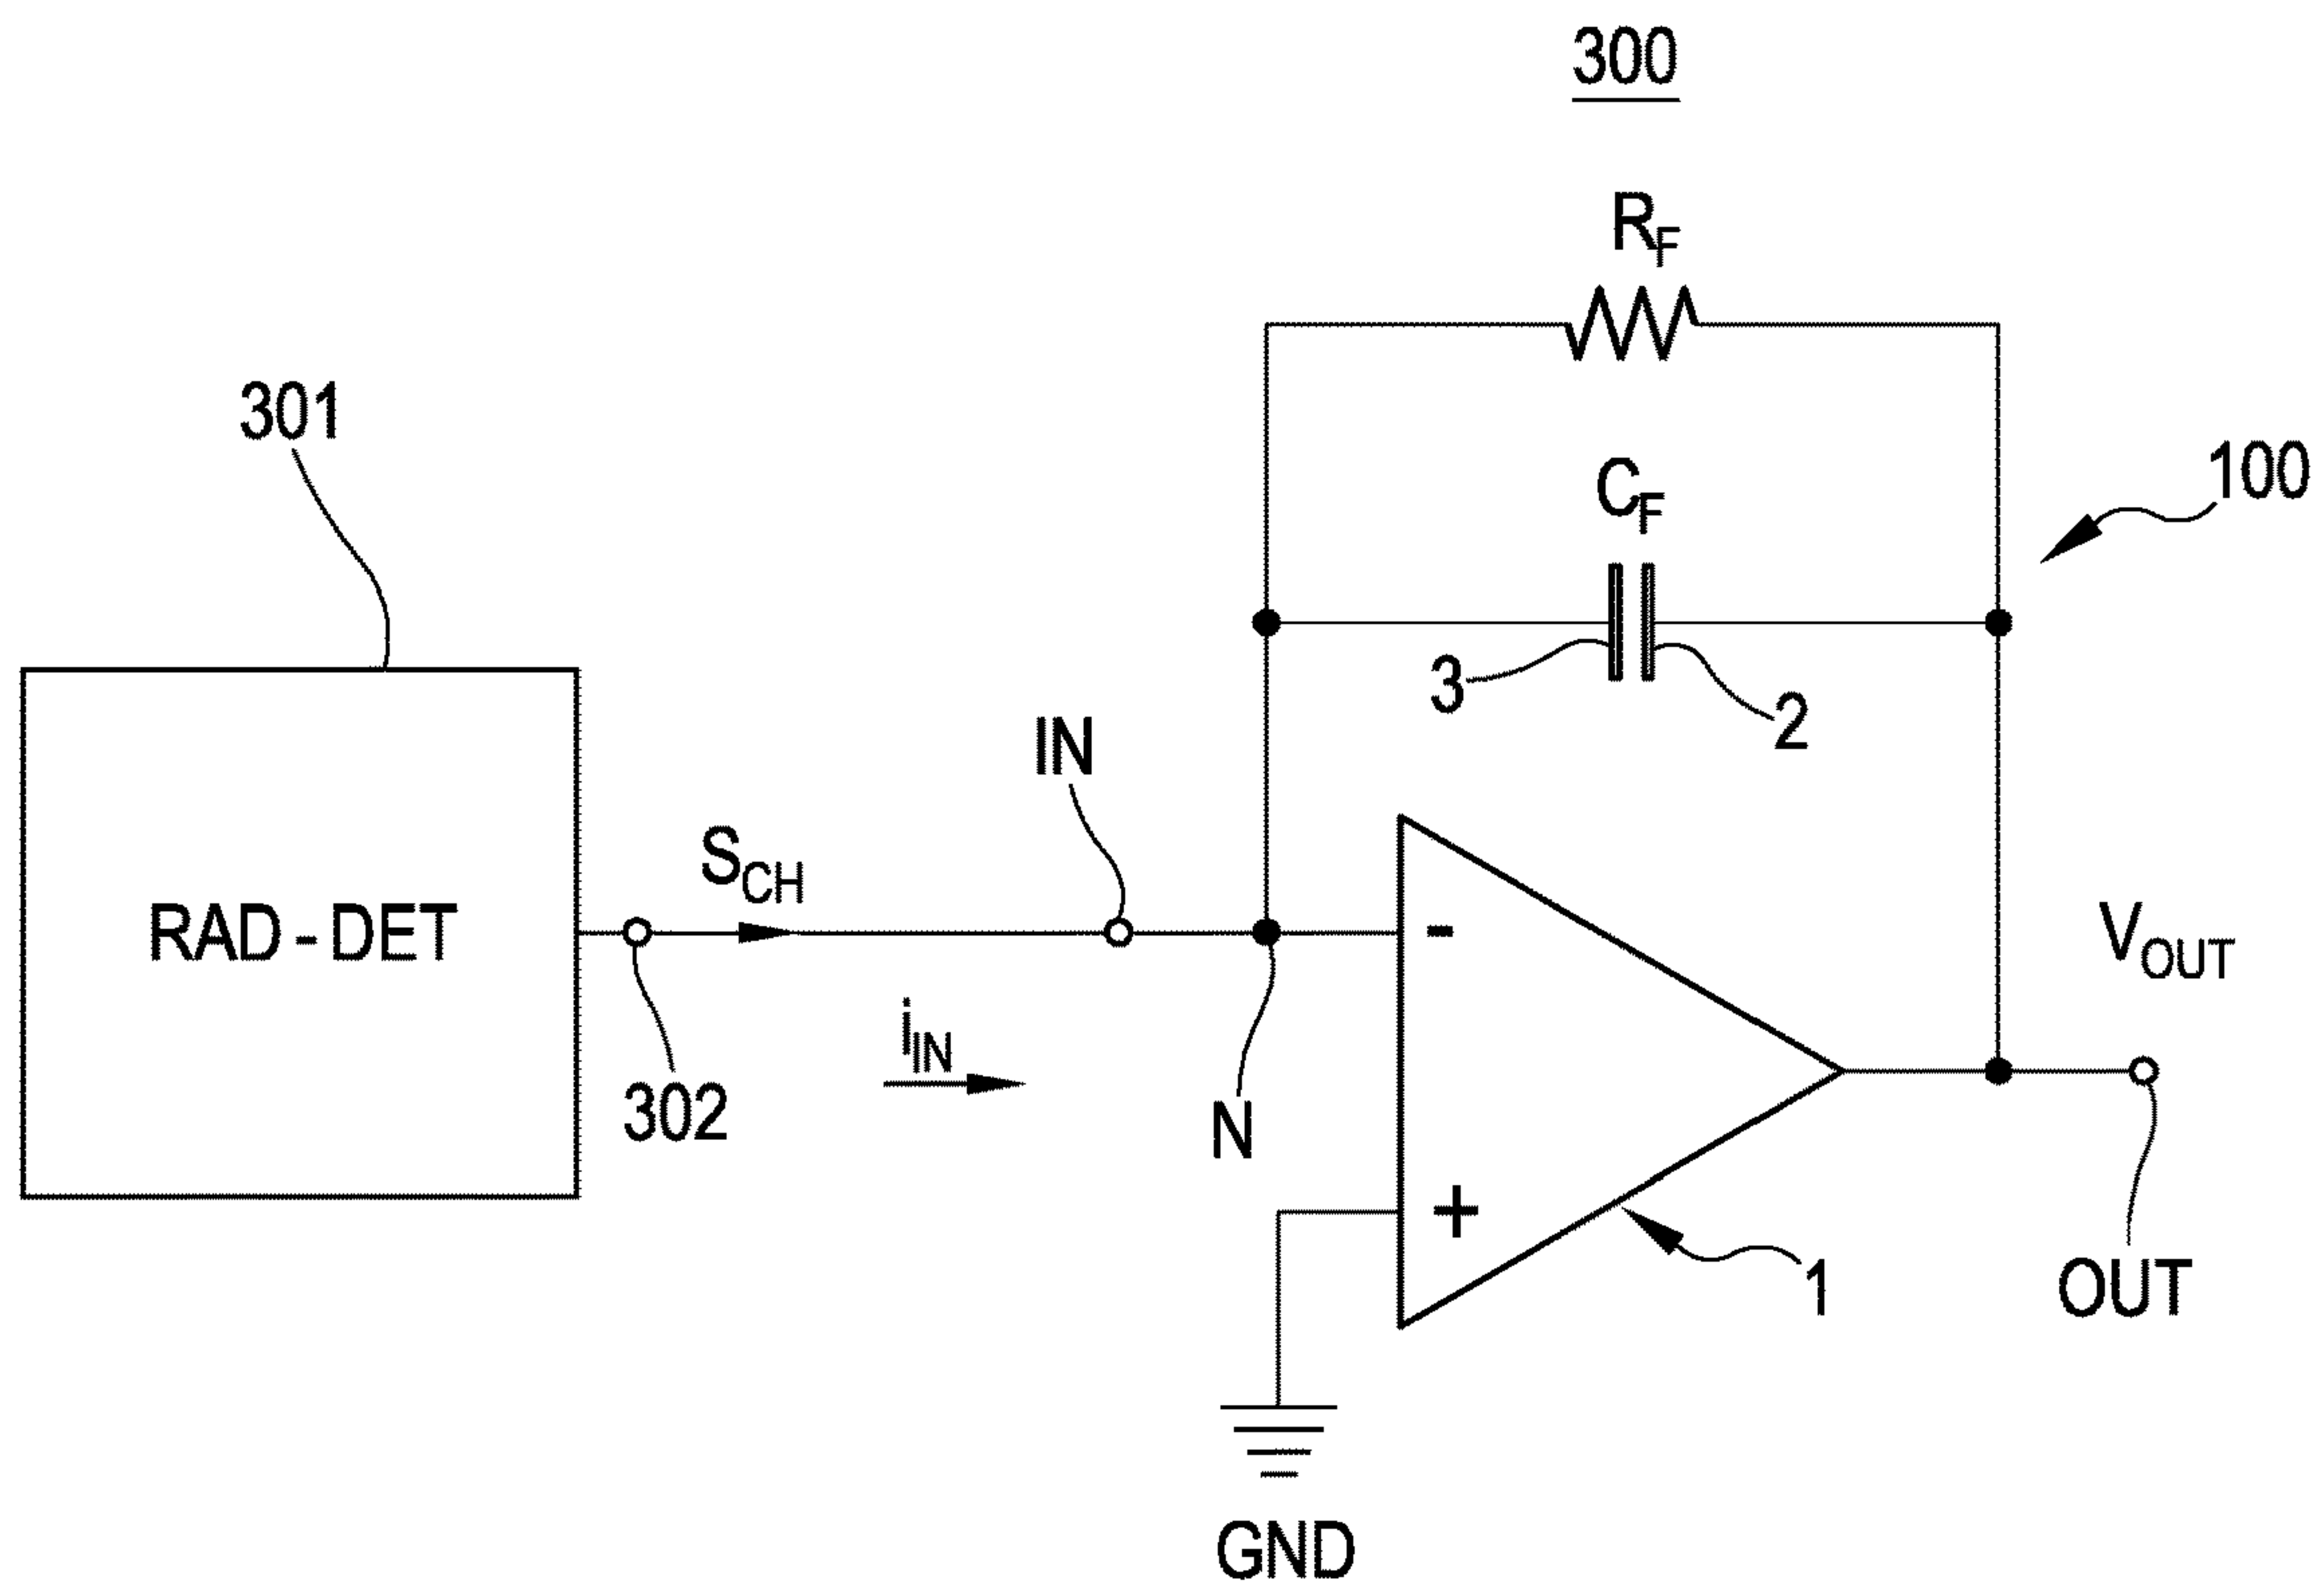 300
R_F
301
C_F
100
3
2
IN
S_CH
RAD-DET
-
V_OUT
i_IN
302
N
+
1
OUT
GND